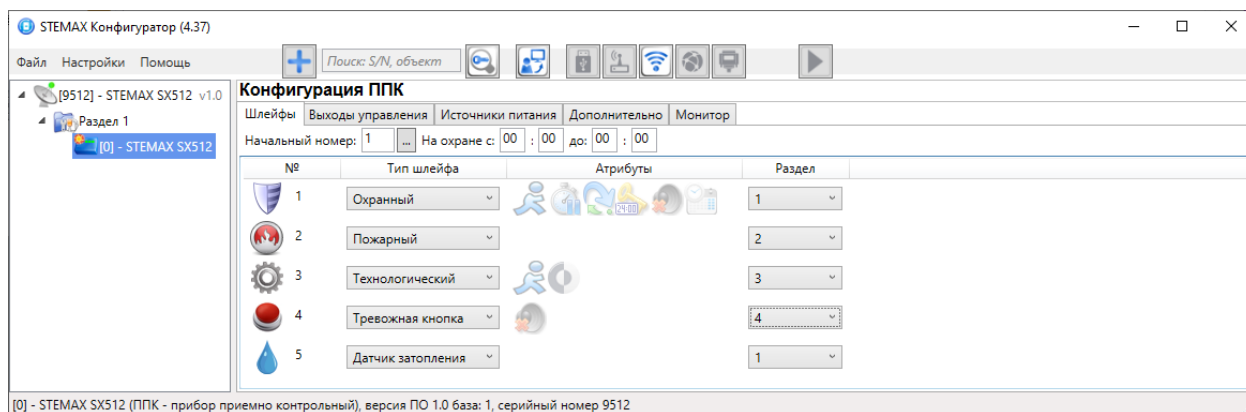 STEMAX Конфигуратор (4.37)
Файл Настройки Помощь Поиск: S/N, объект
[9512] - STEMAX SX512 v1.0
Раздел 1
[0] - STEMAX SX512
Конфигурация ППК
Шлейфы Выходы управления Источники питания Дополнительно Монитор
Начальный номер: 1 ... На охране с: 00 : 00 до: 00 : 00
№ Тип шлейфа Атрибуты Раздел
1 Охранный 24:00 1
2 Пожарный 2
3 Технологический 3
4 Тревожная кнопка 4
5 Датчик затопления 1
[0] - STEMAX SX512 (ППК - прибор приемно контрольный), версия ПО 1.0 база: 1, серийный номер 9512